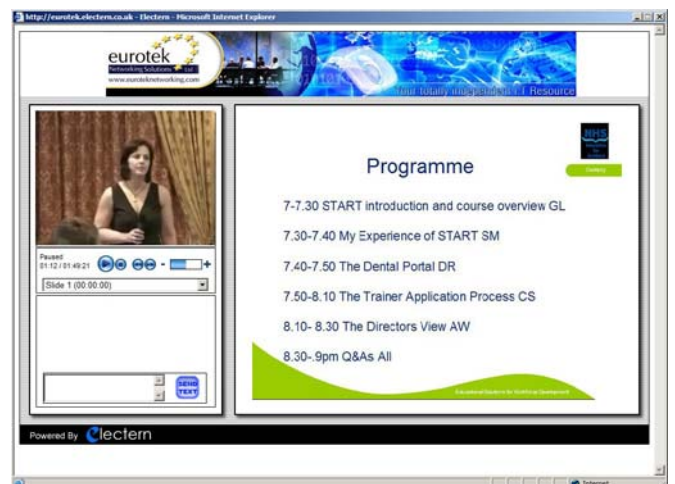 http://eurotek.electern.co.uk - Electern - Microsoft Internet Explorer
eurotek
Networking Solutions Ltd
www.euroteknetworking.com
Your totally independent I.T Resource
NHS
Programme
7-7.30 START introduction and course overview GL
7.30-7.40 My Experience of START SM
7.40-7.50 The Dental Portal DR
7.50-8.10 The Trainer Application Process CS
8.10- 8.30 The Directors View AW
8.30-.9pm Q&As All
Paused
01:12 / 01:49:21
Slide 1 (00:00:00)
SEND
TEXT
Educational Solutions for Workforce Development
Powered By electern
Internet